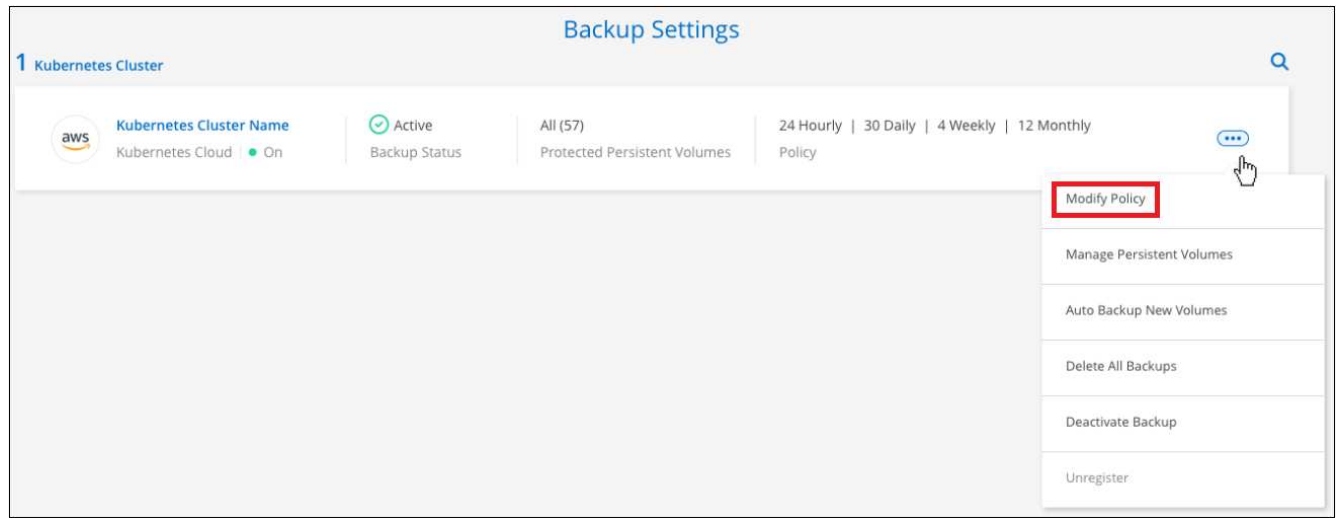 Backup Settings
1 Kubernetes Cluster
aws
Kubernetes Cluster Name
Kubernetes Cloud | On
Active
Backup Status
All (57)
Protected Persistent Volumes
24 Hourly | 30 Daily | 4 Weekly | 12 Monthly
Policy
Modify Policy
Manage Persistent Volumes
Auto Backup New Volumes
Delete All Backups
Deactivate Backup
Unregister